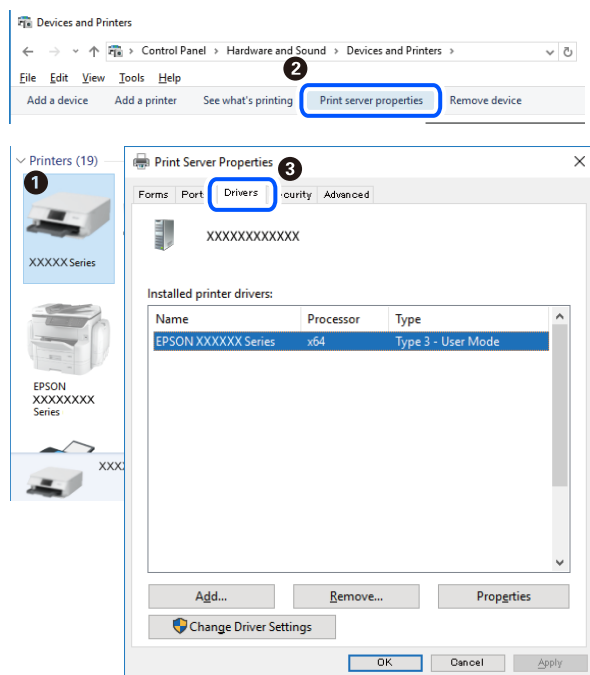 Devices and Printers
Control Panel > Hardware and Sound > Devices and Printers >
File Edit View Tools Help
2
Add a device Add a printer See what's printing Print server properties Remove device
Printers (19)
1
XXXXX Series
EPSON
XXXXXXXX
Series
XXX
Print Server Properties
3
Forms Port Drivers curity Advanced
XXXXXXXXXXXX
Installed printer drivers:
Name Processor Type
EPSON XXXXXX Series x64 Type 3 - User Mode
Add... Remove... Properties
Change Driver Settings
OK Cancel Apply